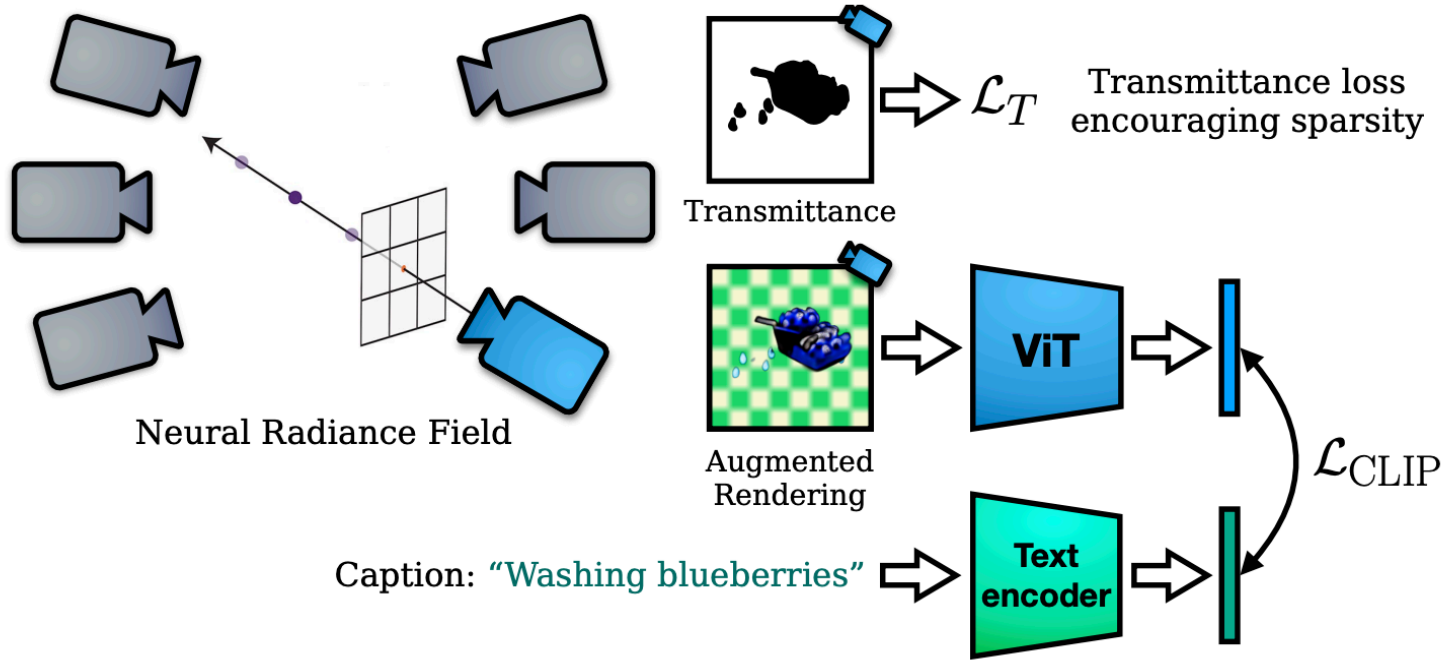 Neural Radiance Field
Transmittance
ℒ_T
Transmittance loss
encouraging sparsity
Augmented
Rendering
ViT
ℒ_CLIP
Caption: “Washing blueberries”
Text
encoder